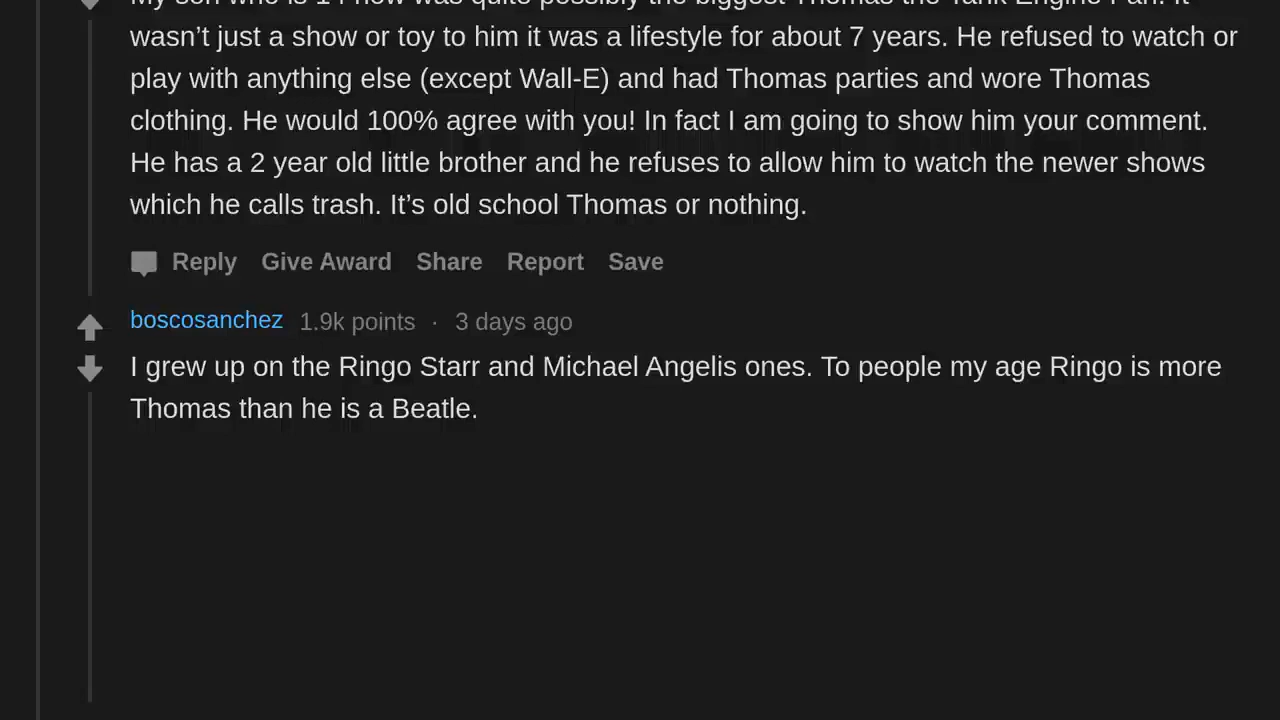 My son who is 14 now was quite possibly the biggest Thomas the Tank Engine Fan. It
wasn’t just a show or toy to him it was a lifestyle for about 7 years. He refused to watch or
play with anything else (except Wall-E) and had Thomas parties and wore Thomas
clothing. He would 100% agree with you! In fact I am going to show him your comment.
He has a 2 year old little brother and he refuses to allow him to watch the newer shows
which he calls trash. It’s old school Thomas or nothing.
Reply Give Award Share Report Save
boscosanchez 1.9k points · 3 days ago
I grew up on the Ringo Starr and Michael Angelis ones. To people my age Ringo is more
Thomas than he is a Beatle.